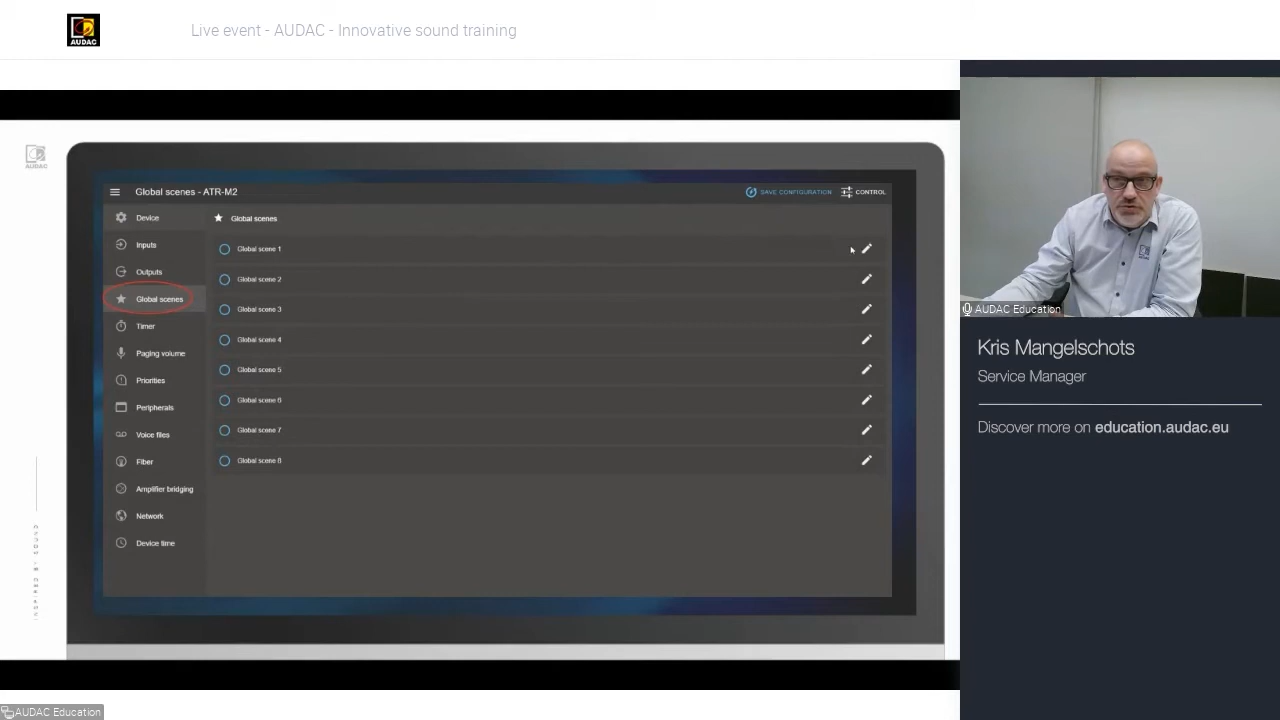 AUDAC
Live event - AUDAC - Innovative sound training
AUDAC
Global scenes - ATR-M2
SAVE CONFIGURATION
CONTROL
Device
Inputs
Outputs
Global scenes
Timer
Paging volume
Priorities
Peripherals
Voice files
Fiber
Amplifier bridging
Network
Device time
Global scenes
Global scene 1
Global scene 2
Global scene 3
Global scene 4
Global scene 5
Global scene 6
Global scene 7
Global scene 8
AUDAC Education
Kris Mangelschots
Service Manager
Discover more on education.audac.eu
AUDAC Education